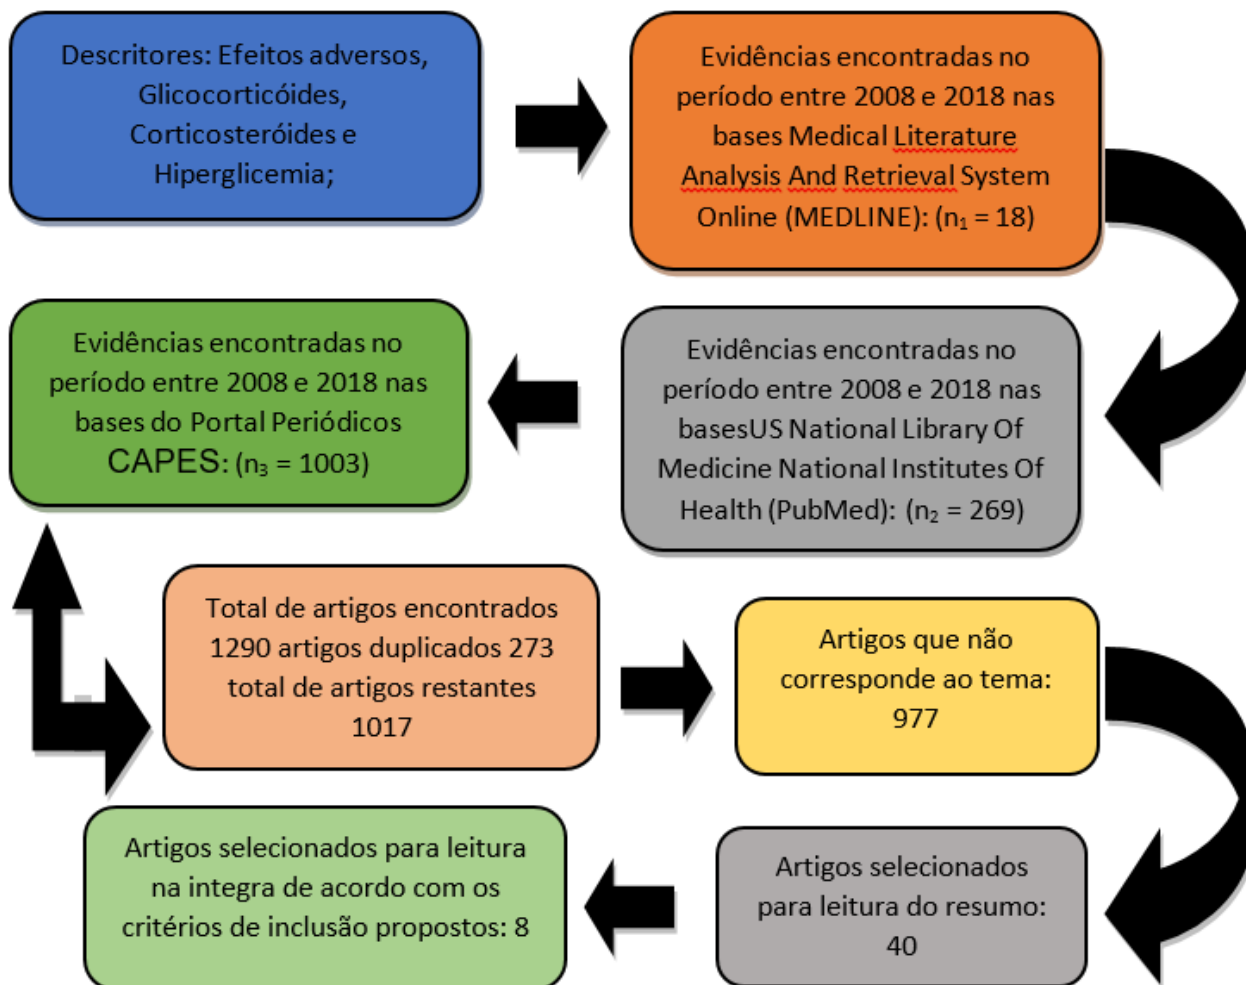 Descritores: Efeitos adversos,
Glicocorticóides,
Corticosteróides e
Hiperglicemia;
Evidências encontradas no
período entre 2008 e 2018 nas
bases Medical Literature
Analysis And Retrieval System
Online (MEDLINE): (n₁ = 18)
Evidências encontradas no
período entre 2008 e 2018 nas
basesUS National Library Of
Medicine National Institutes Of
Health (PubMed): (n₂ = 269)
Evidências encontradas no
período entre 2008 e 2018 nas
bases do Portal Periódicos
CAPES: (n₃ = 1003)
Total de artigos encontrados
1290 artigos duplicados 273
total de artigos restantes
1017
Artigos que não
corresponde ao tema:
977
Artigos selecionados
para leitura do resumo:
40
Artigos selecionados para leitura
na integra de acordo com os
critérios de inclusão propostos: 8